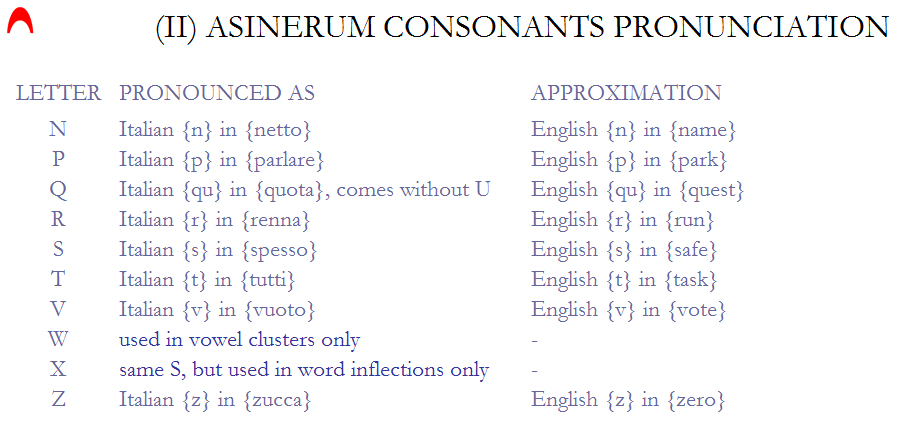 (II) ASINERUM CONSONANTS PRONUNCIATION
LETTER PRONOUNCED AS APPROXIMATION
N Italian {n} in {netto} English {n} in {name}
P Italian {p} in {parlare} English {p} in {park}
Q Italian {qu} in {quota}, comes without U English {qu} in {quest}
R Italian {r} in {renna} English {r} in {run}
S Italian {s} in {spesso} English {s} in {safe}
T Italian {t} in {tutti} English {t} in {task}
V Italian {v} in {vuoto} English {v} in {vote}
W used in vowel clusters only -
X same S, but used in word inflections only -
Z Italian {z} in {zucca} English {z} in {zero}